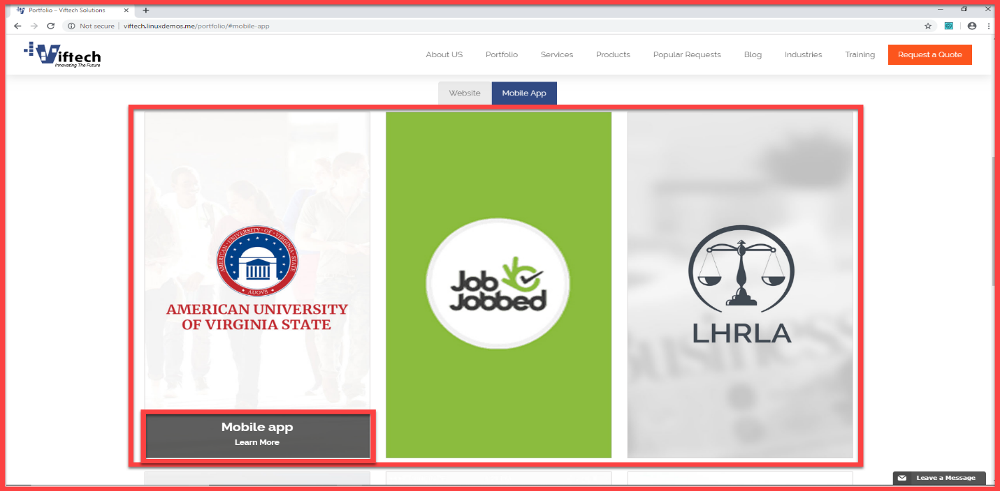 Portfolio – Viftech Solutions
Not secure | viftech.linuxdemos.me/portfolio/#mobile-app
Viftech
Innovating The Future
About US
Portfolio
Services
Products
Popular Requests
Blog
Industries
Training
Request a Quote
Website
Mobile App
AMERICAN · UNIVERSITY · OF · VIRGINIA · STATE
AUOVS
AMERICAN UNIVERSITY
OF VIRGINIA STATE
Mobile app
Learn More
Job
Jobbed
LHRLA
Business
Leave a Message